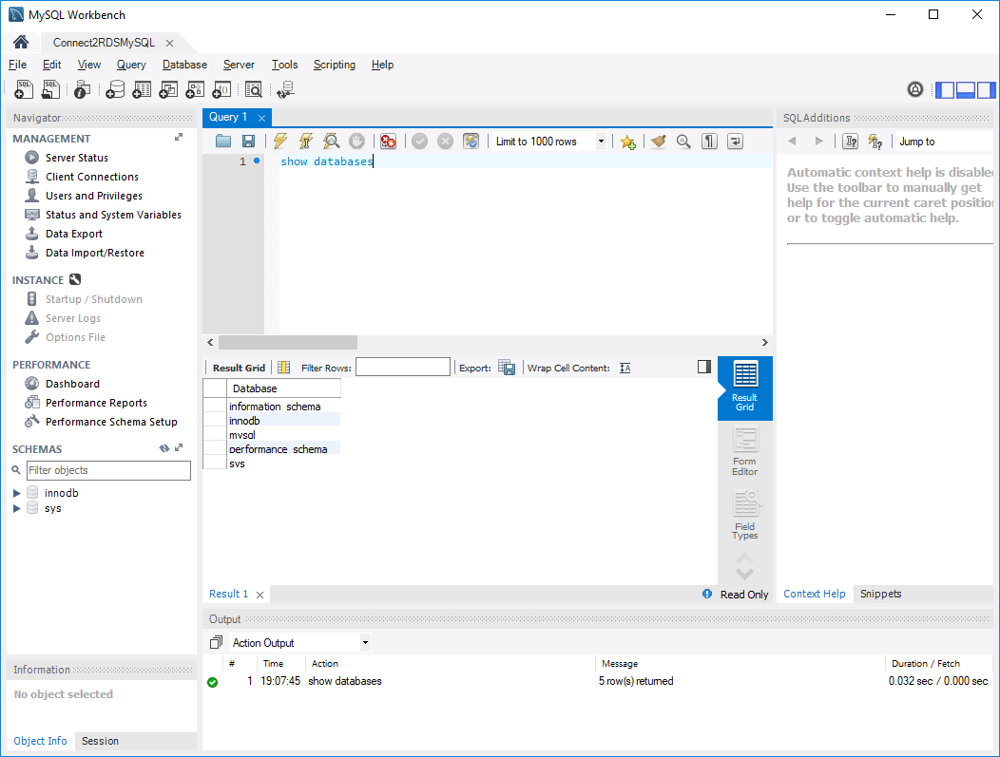 MySQL Workbench
Connect2RDSMySQL
File Edit View Query Database Server Tools Scripting Help
Navigator
MANAGEMENT
Server Status
Client Connections
Users and Privileges
Status and System Variables
Data Export
Data Import/Restore
INSTANCE
Startup / Shutdown
Server Logs
Options File
PERFORMANCE
Dashboard
Performance Reports
Performance Schema Setup
SCHEMAS
Filter objects
innodb
sys
Information
No object selected
Object Info Session
Query 1
Limit to 1000 rows
1 show databases
Result Grid Filter Rows: Export: Wrap Cell Content:
Database
information_schema
innodb
mysql
performance_schema
sys
Result
Grid
Form
Editor
Field
Types
Result 1 Read Only
SQLAdditions
Jump to
Automatic context help is disable
Use the toolbar to manually get
help for the current caret position
or to toggle automatic help.
Context Help Snippets
Output
Action Output
# Time Action Message Duration / Fetch
1 19:07:45 show databases 5 row(s) returned 0.032 sec / 0.000 sec